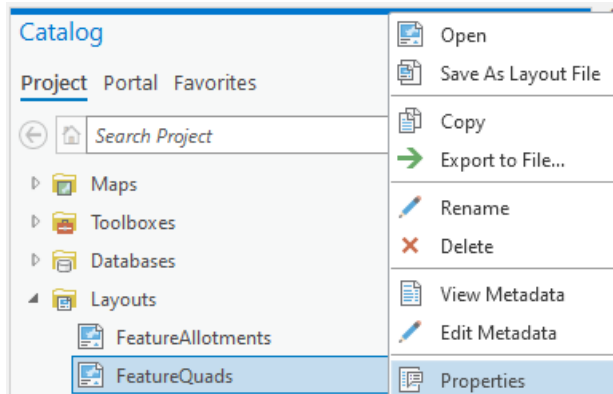 Catalog
Project Portal Favorites
Search Project
Maps
Toolboxes
Databases
Layouts
FeatureAllotments
FeatureQuads
Open
Save As Layout File
Copy
Export to File...
Rename
Delete
View Metadata
Edit Metadata
Properties